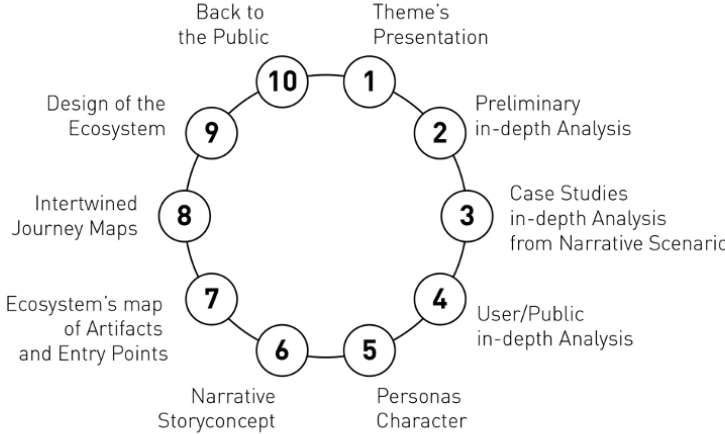 Back to
the Public
10
Theme's
Presentation
1
Preliminary
in-depth Analysis
2
Case Studies
in-depth Analysis
from Narrative Scenario
3
User/Public
in-depth Analysis
4
Personas
Character
5
Narrative
Storyconcept
6
Ecosystem's map
of Artifacts
and Entry Points
7
Intertwined
Journey Maps
8
Design of the
Ecosystem
9